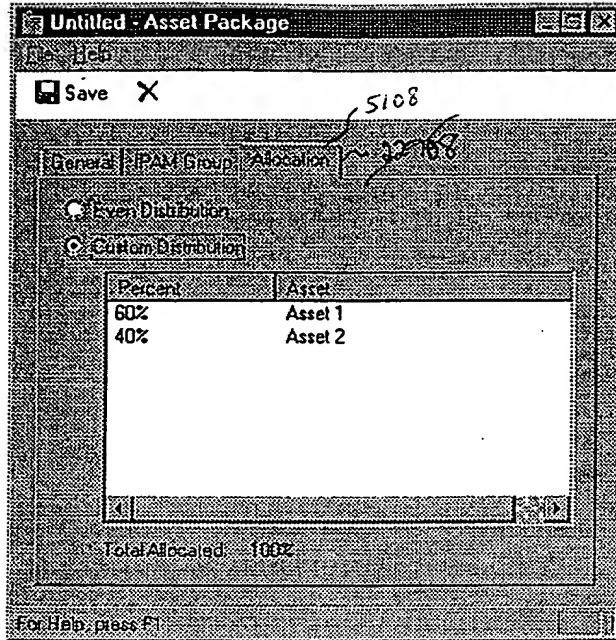 Untitled - Asset Package
File Help
Save
5108
General IPAM Group Allocation
Even Distribution
Custom Distribution
Percent Asset
60% Asset 1
40% Asset 2
Total Allocated: 100%
For Help, press F1